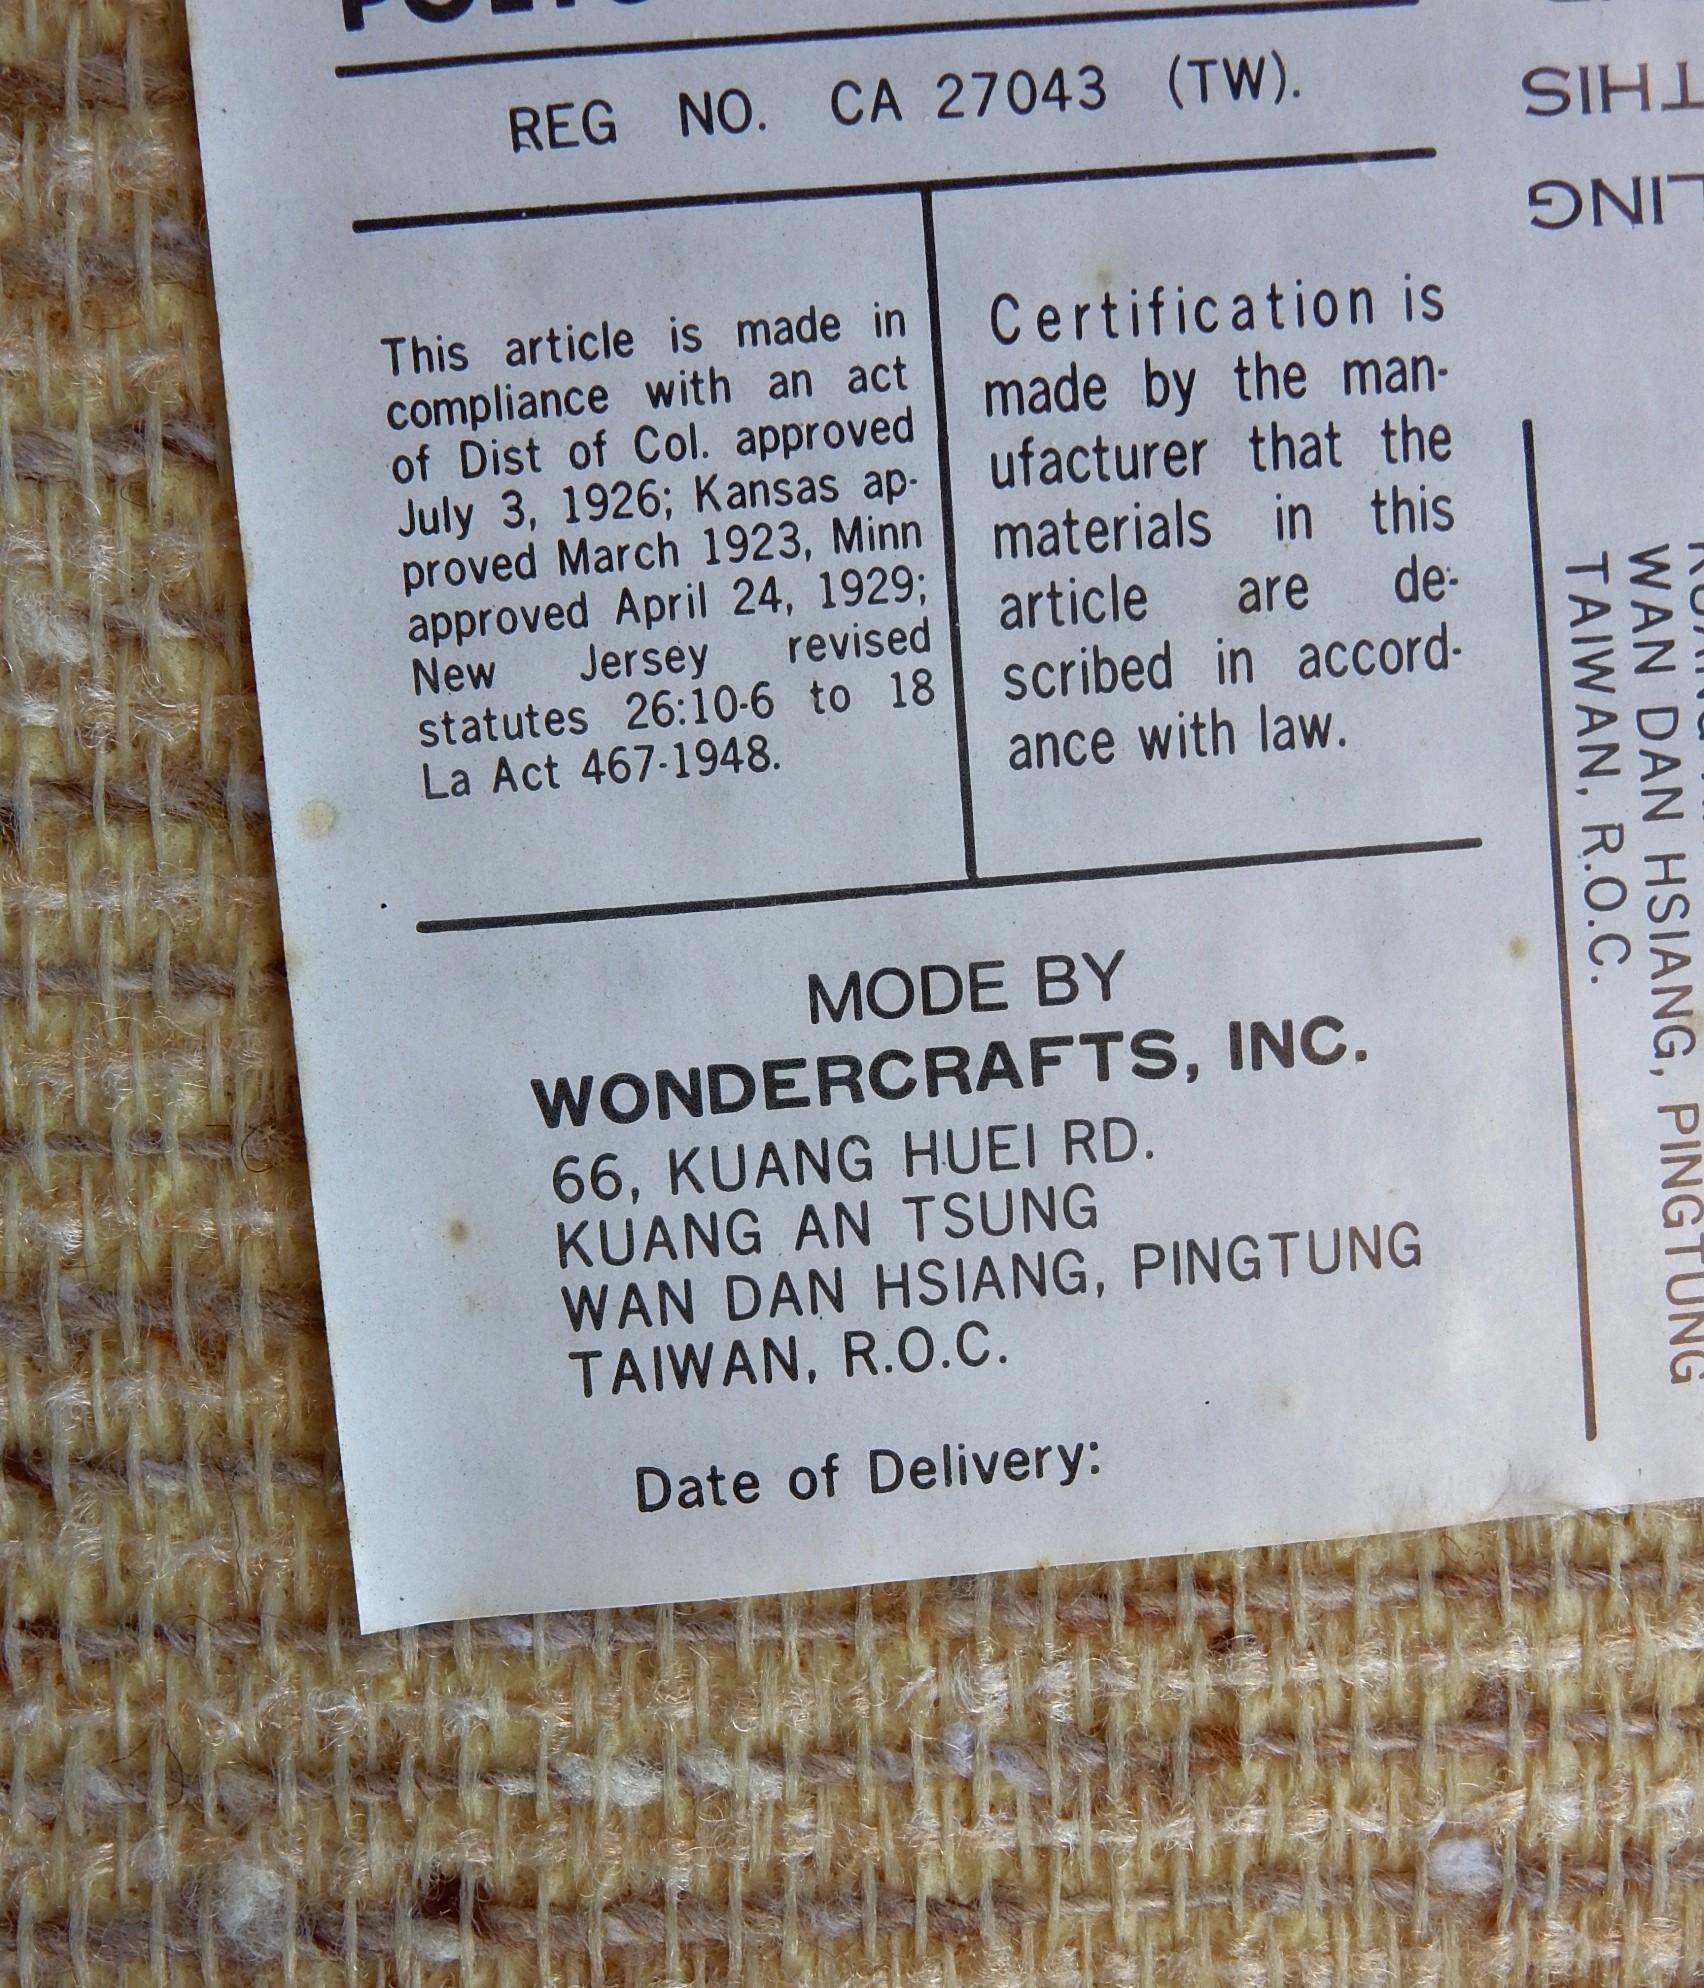 REG NO. CA 27043 (TW).
This article is made in
compliance with an act
of Dist of Col. approved
July 3, 1926; Kansas ap-
proved March 1923, Minn
approved April 24, 1929;
New Jersey revised
statutes 26:10-6 to 18
La Act 467-1948.
Certification is
made by the man-
ufacturer that the
materials in this
article are de-
scribed in accord-
ance with law.
MODE BY
WONDERCRAFTS, INC.
66, KUANG HUEI RD.
KUANG AN TSUNG
WAN DAN HSIANG, PINGTUNG
TAIWAN, R.O.C.
Date of Delivery:
THIS
LING
WAN DAN HSIANG, PINGTUNG
TAIWAN, R.O.C.